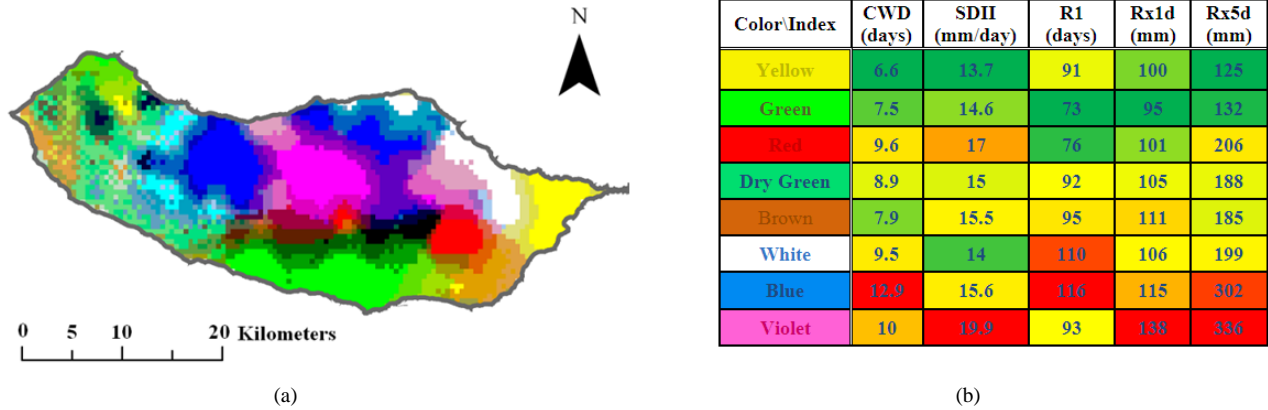 N
0 5 10 20 Kilometers
(a)
Color\Index CWD (days) SDII (mm/day) R1 (days) Rx1d (mm) Rx5d (mm)
Yellow 6.6 13.7 91 100 125
Green 7.5 14.6 73 95 132
Red 9.6 17 76 101 206
Dry Green 8.9 15 92 105 188
Brown 7.9 15.5 95 111 185
White 9.5 14 110 106 199
Blue 12.9 15.6 116 115 302
Violet 10 19.9 93 138 336
(b)